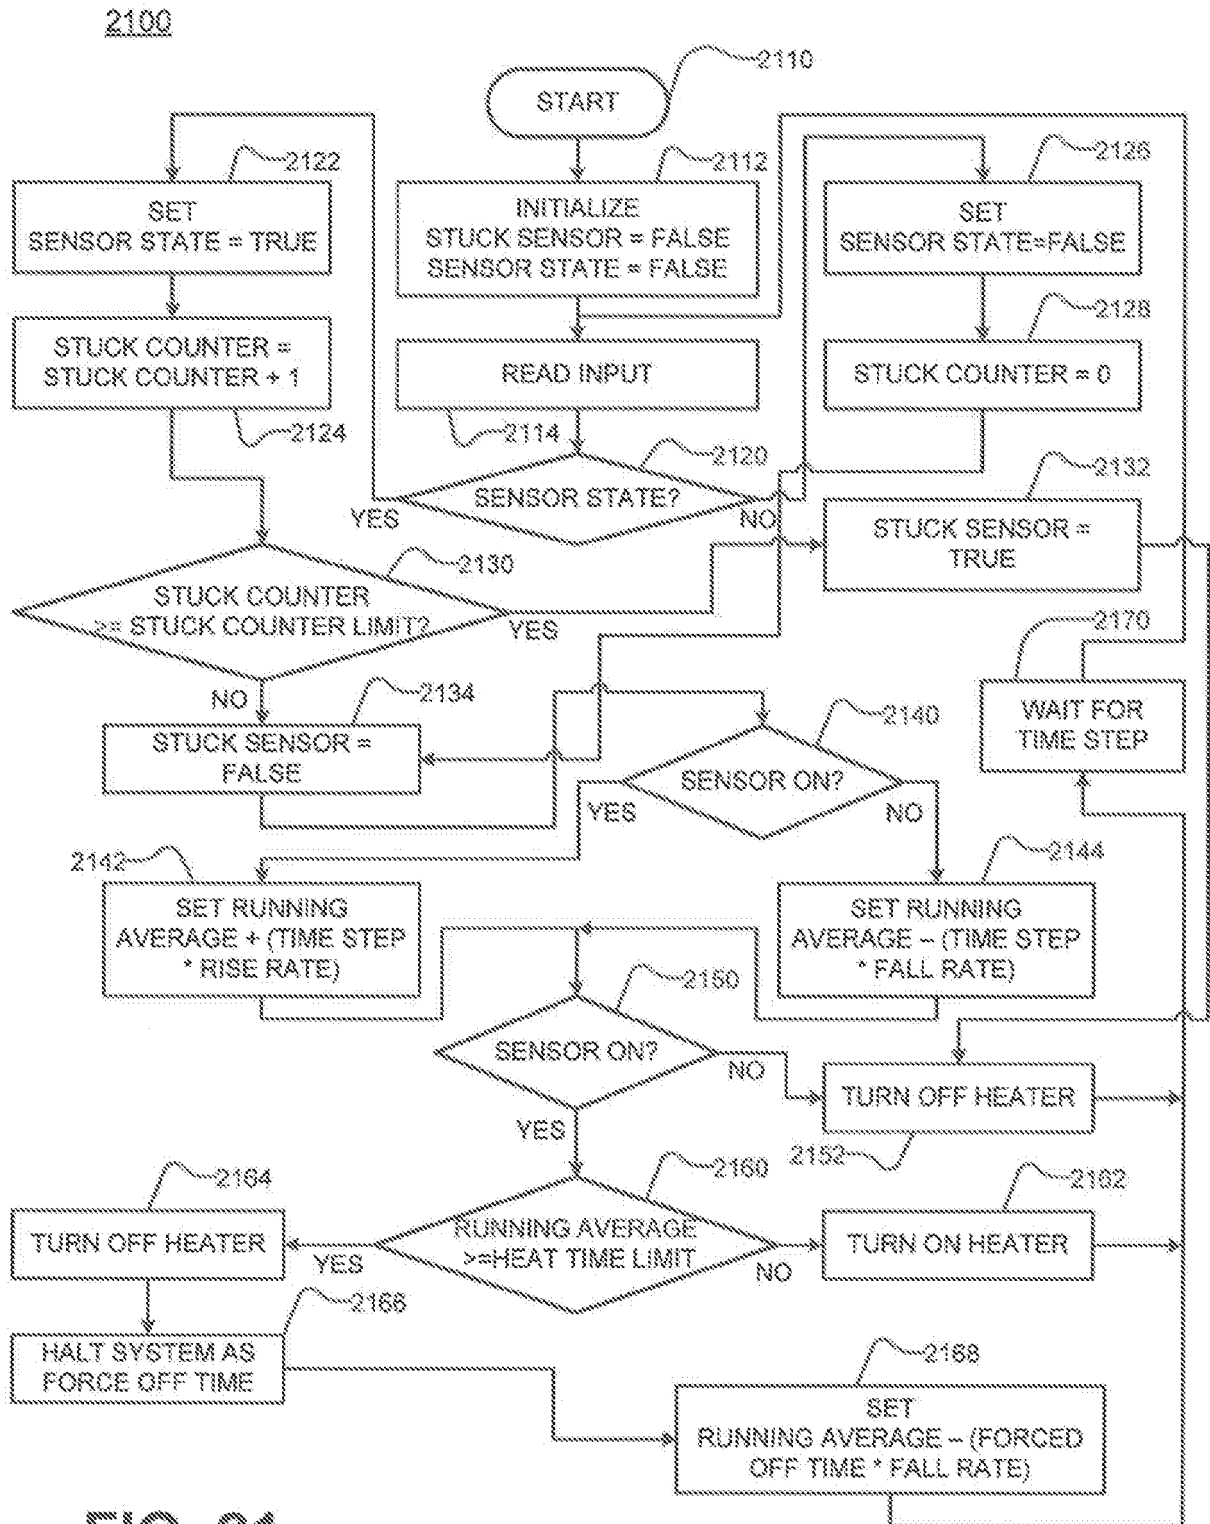 2100
2110
START
2122
2112
2126
SET
SENSOR STATE = TRUE
INITIALIZE
STUCK SENSOR = FALSE
SENSOR STATE = FALSE
SET
SENSOR STATE=FALSE
2128
STUCK COUNTER =
STUCK COUNTER + 1
READ INPUT
STUCK COUNTER = 0
2124
2114
2120
2132
SENSOR STATE?
YES
NO
STUCK SENSOR =
TRUE
2130
STUCK COUNTER
>= STUCK COUNTER LIMIT?
YES
2170
NO
2134
2140
WAIT FOR
TIME STEP
STUCK SENSOR =
FALSE
SENSOR ON?
YES
NO
2142
2144
SET RUNNING
AVERAGE + (TIME STEP
* RISE RATE)
SET RUNNING
AVERAGE – (TIME STEP
* FALL RATE)
2150
SENSOR ON?
NO
TURN OFF HEATER
YES
2152
2164
2160
2162
TURN OFF HEATER
RUNNING AVERAGE
>=HEAT TIME LIMIT
TURN ON HEATER
YES
NO
2166
HALT SYSTEM AS
FORCE OFF TIME
2168
SET
RUNNING AVERAGE – (FORCED
OFF TIME * FALL RATE)
FIG. 21